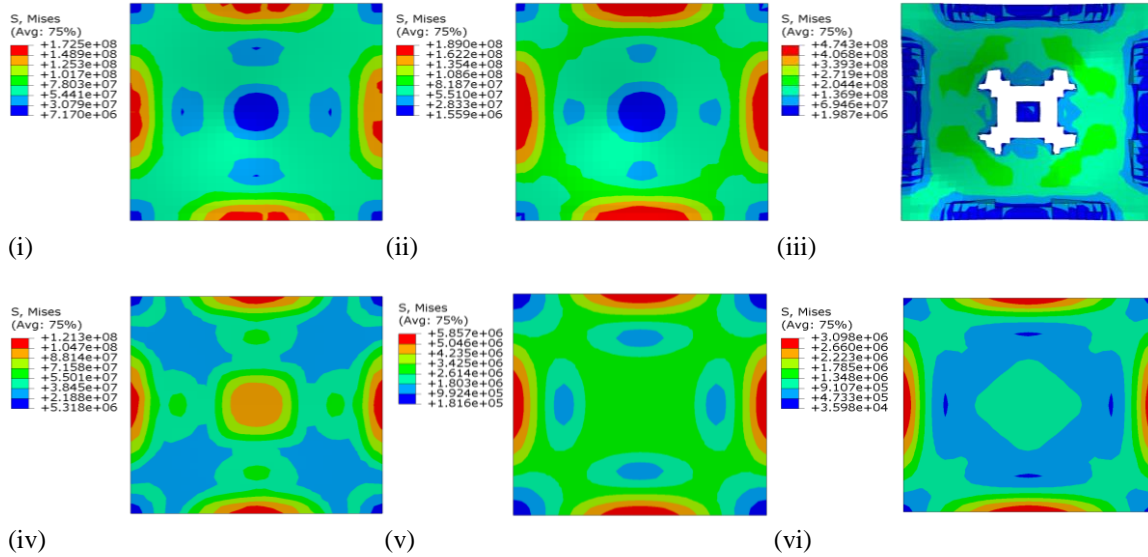 S, Mises
(Avg: 75%)
+1.725e+08
+1.489e+08
+1.253e+08
+1.017e+08
+7.803e+07
+5.441e+07
+3.079e+07
+7.170e+06
(i)
S, Mises
(Avg: 75%)
+1.890e+08
+1.622e+08
+1.354e+08
+1.086e+08
+8.187e+07
+5.510e+07
+2.833e+07
+1.559e+06
(ii)
S, Mises
(Avg: 75%)
+4.743e+08
+4.068e+08
+3.393e+08
+2.719e+08
+2.044e+08
+1.369e+08
+6.946e+07
+1.987e+06
(iii)
S, Mises
(Avg: 75%)
+1.213e+08
+1.047e+08
+8.814e+07
+7.158e+07
+5.501e+07
+3.845e+07
+2.188e+07
+5.318e+06
(iv)
S, Mises
(Avg: 75%)
+5.857e+06
+5.046e+06
+4.235e+06
+3.425e+06
+2.614e+06
+1.803e+06
+9.924e+05
+1.816e+05
(v)
S, Mises
(Avg: 75%)
+3.098e+06
+2.660e+06
+2.223e+06
+1.785e+06
+1.348e+06
+9.107e+05
+4.733e+05
+3.598e+04
(vi)